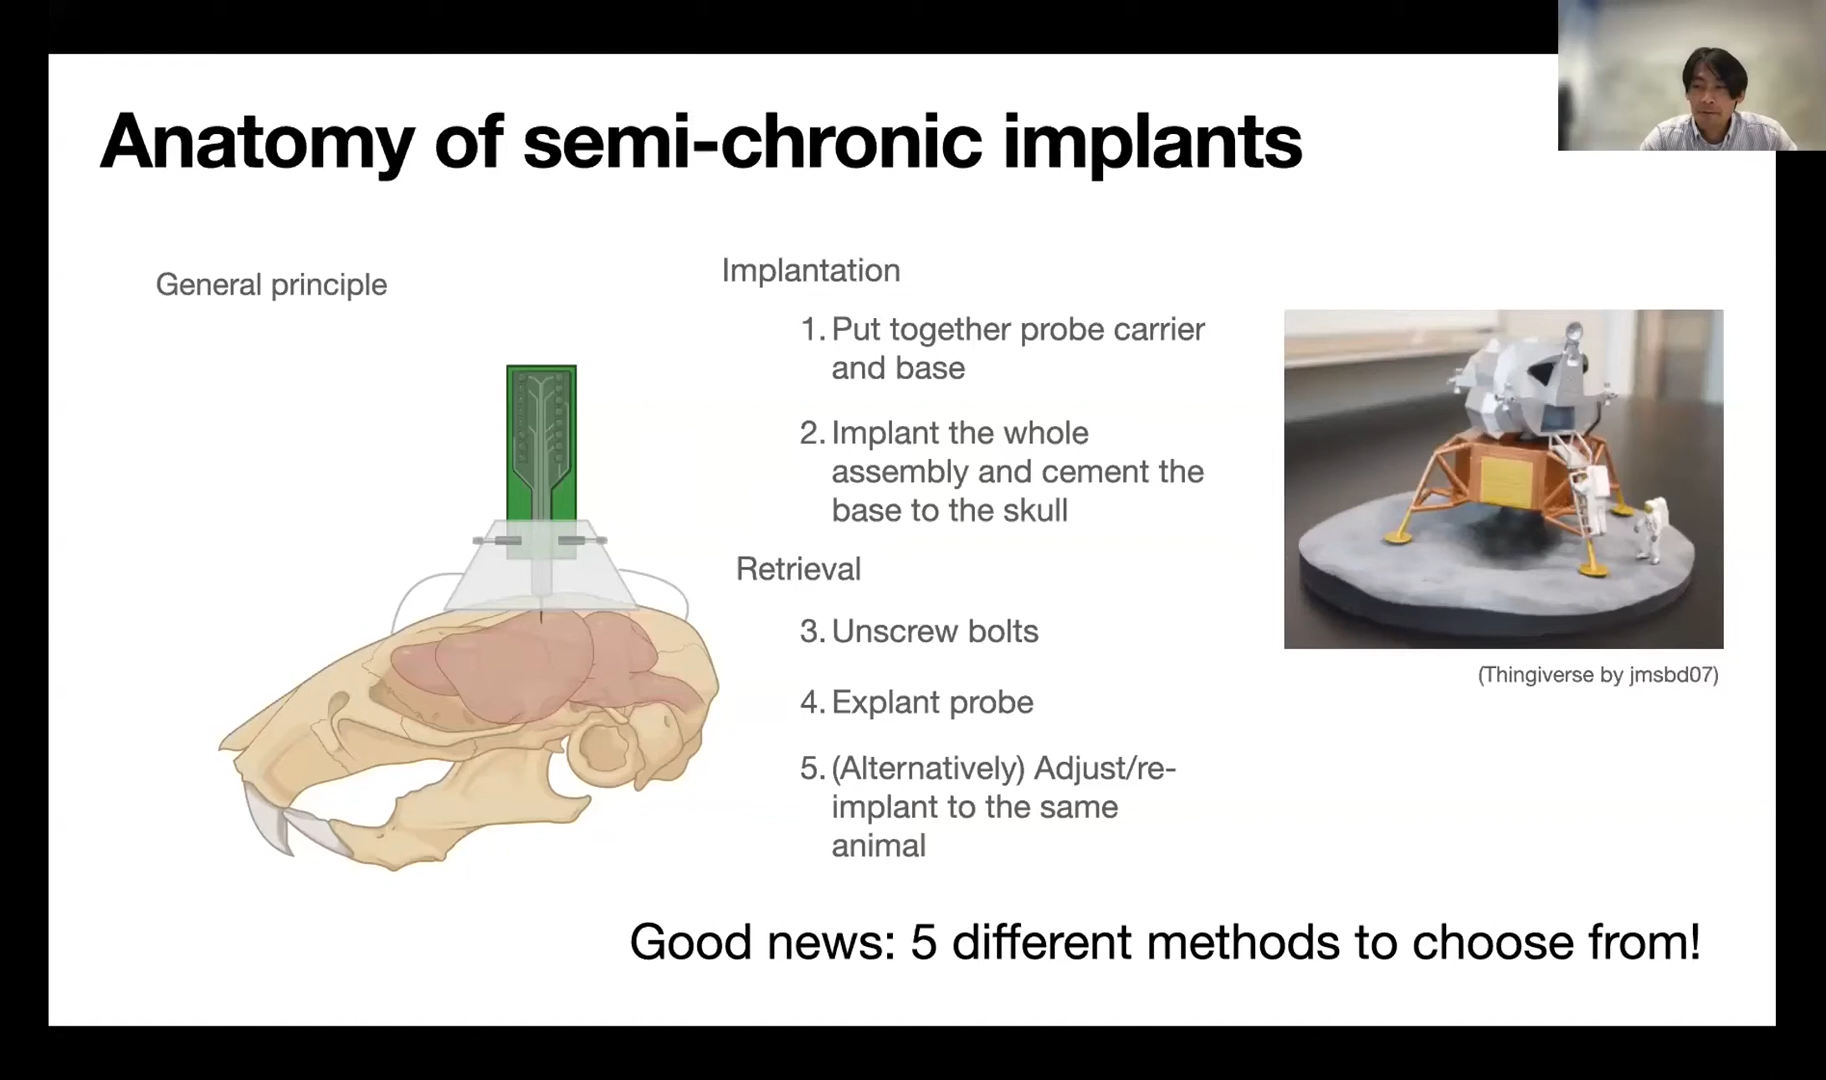 Anatomy of semi-chronic implants
General principle
Implantation
1. Put together probe carrier
and base
2. Implant the whole
assembly and cement the
base to the skull
Retrieval
3. Unscrew bolts
4. Explant probe
5. (Alternatively) Adjust/re-
implant to the same
animal
(Thingiverse by jmsbd07)
Good news: 5 different methods to choose from!